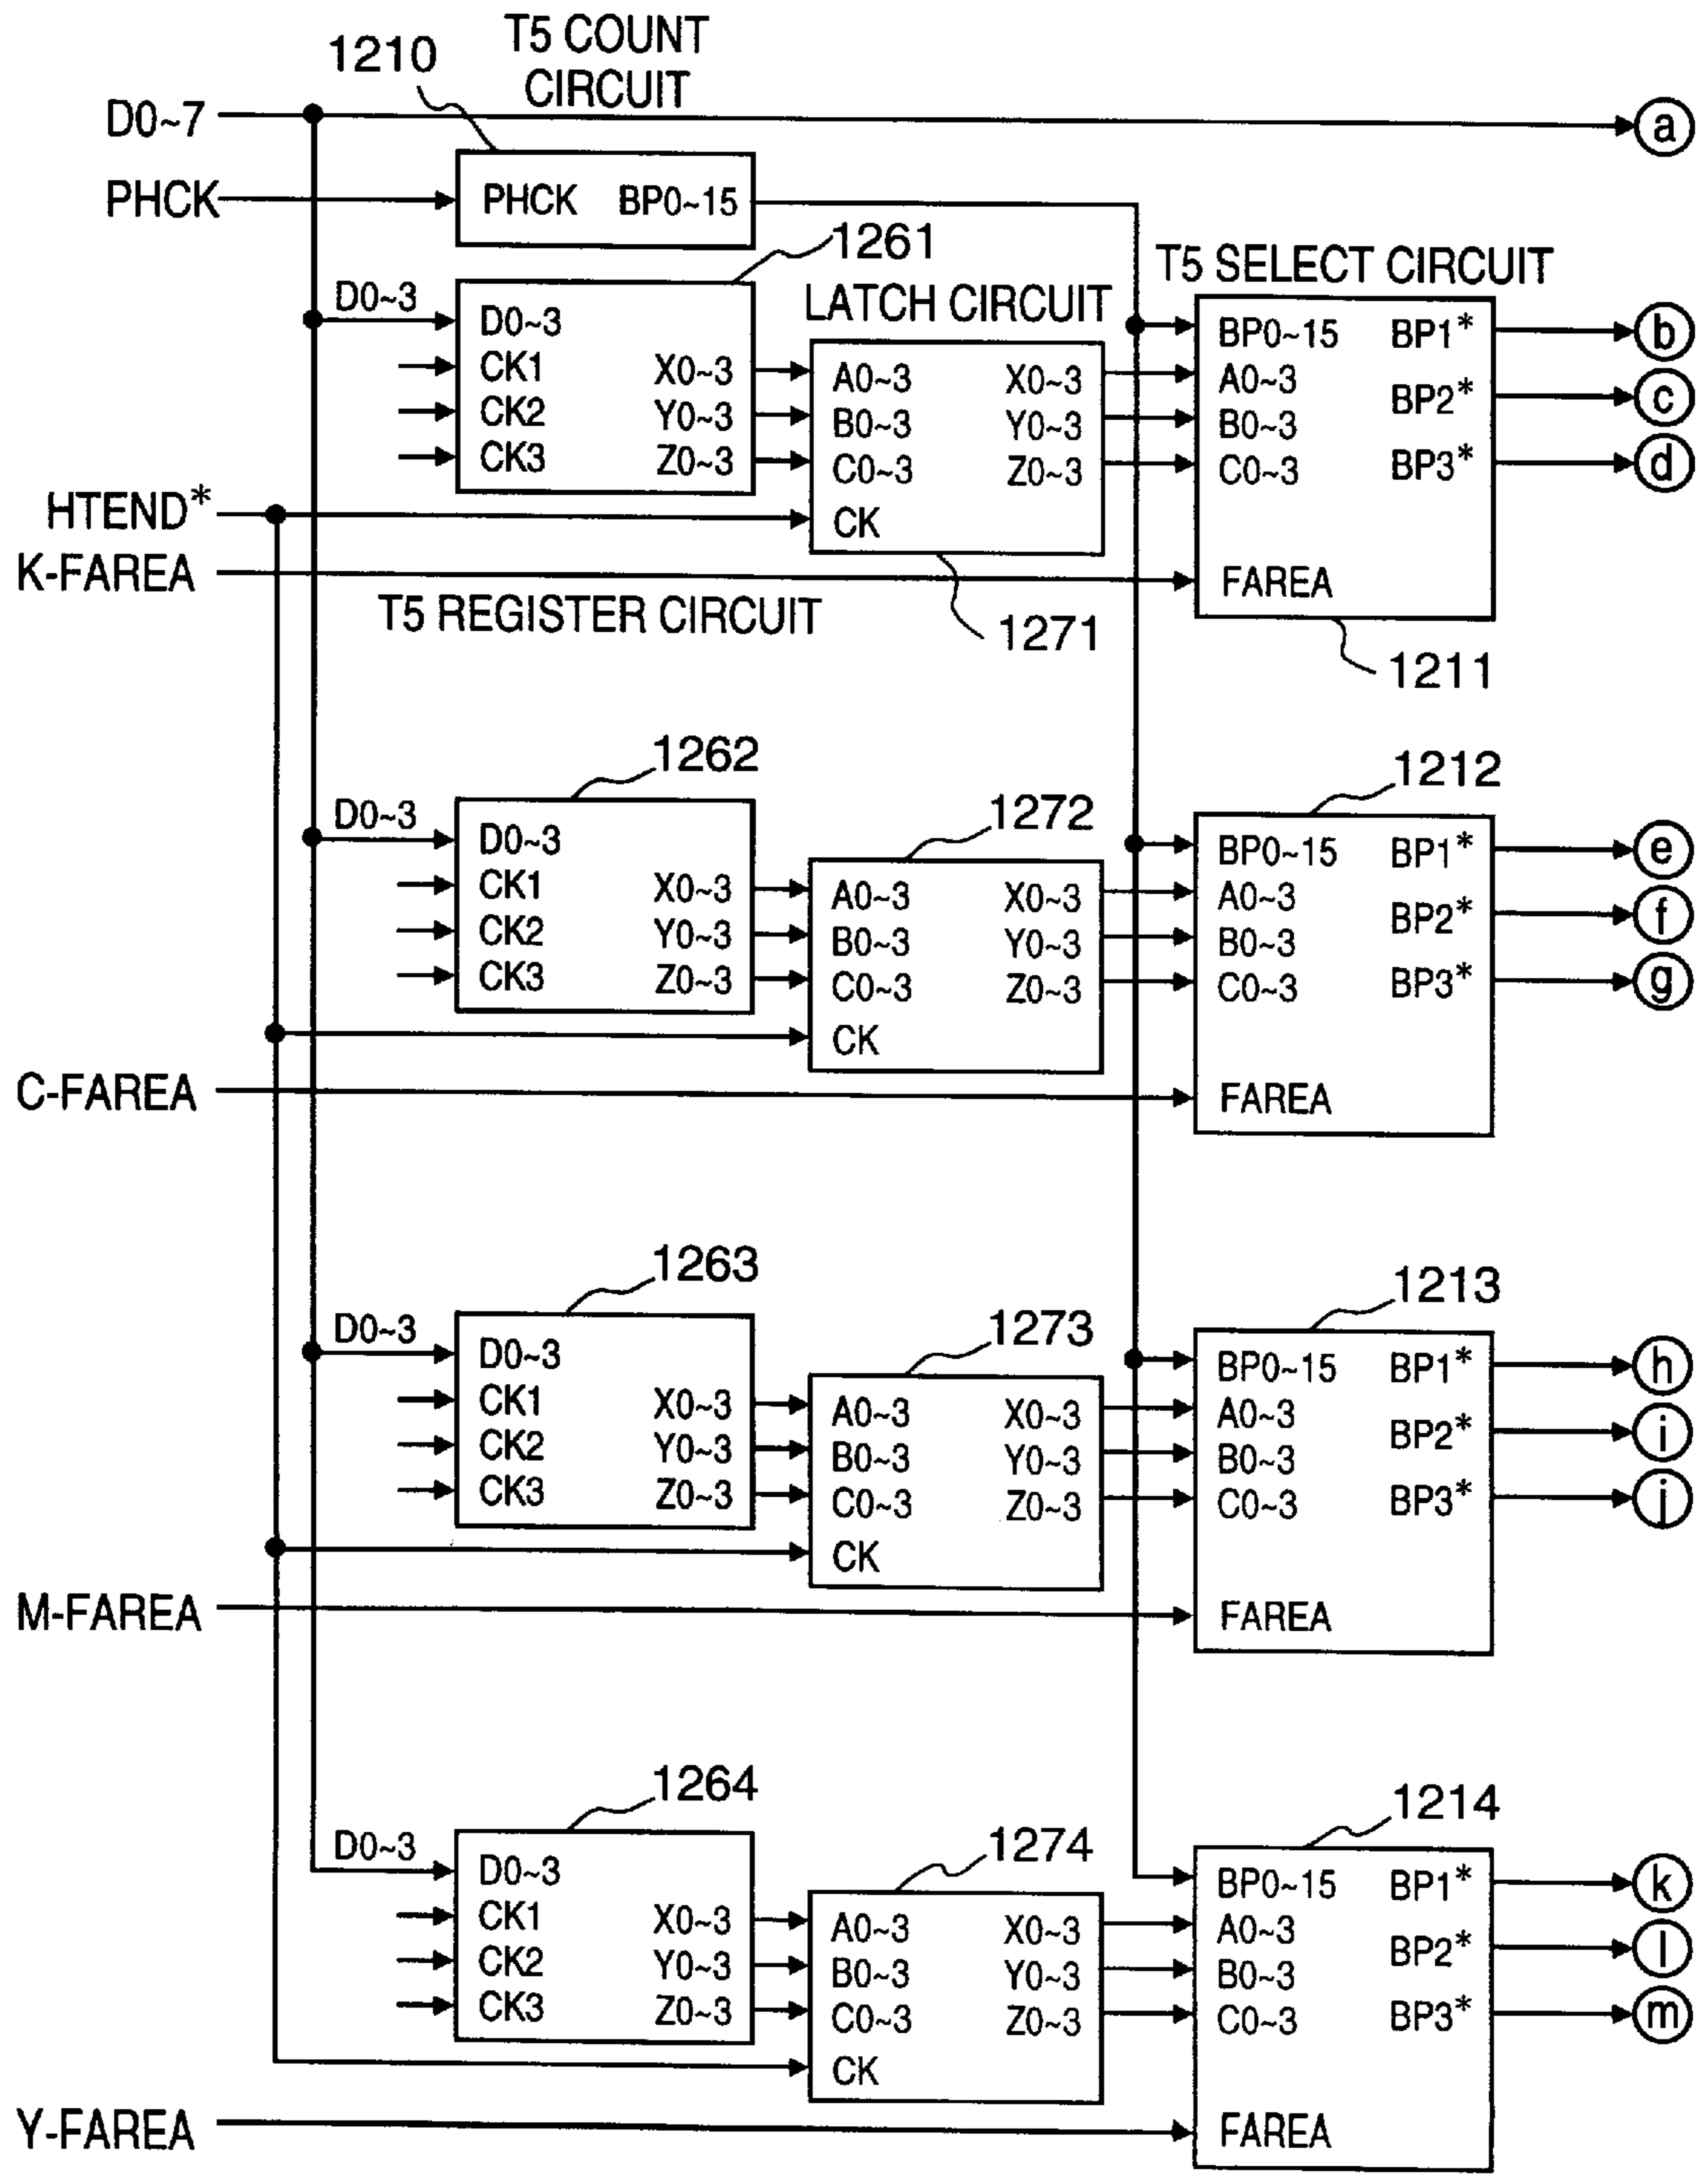 T5 COUNT
CIRCUIT
1210
D0~7
a
PHCK
PHCK BP0~15
1261
T5 SELECT CIRCUIT
LATCH CIRCUIT
D0~3
D0~3
CK1
CK2
CK3
X0~3
Y0~3
Z0~3
A0~3
B0~3
C0~3
CK
X0~3
Y0~3
Z0~3
BP0~15
A0~3
B0~3
C0~3
FAREA
BP1*
BP2*
BP3*
b
c
d
HTEND*
K-FAREA
T5 REGISTER CIRCUIT
1271
1211
1262
1272
1212
D0~3
D0~3
CK1
CK2
CK3
X0~3
Y0~3
Z0~3
A0~3
B0~3
C0~3
CK
X0~3
Y0~3
Z0~3
BP0~15
A0~3
B0~3
C0~3
FAREA
BP1*
BP2*
BP3*
e
f
g
C-FAREA
1263
1273
1213
D0~3
D0~3
CK1
CK2
CK3
X0~3
Y0~3
Z0~3
A0~3
B0~3
C0~3
CK
X0~3
Y0~3
Z0~3
BP0~15
A0~3
B0~3
C0~3
FAREA
BP1*
BP2*
BP3*
h
i
j
M-FAREA
1264
1274
1214
D0~3
D0~3
CK1
CK2
CK3
X0~3
Y0~3
Z0~3
A0~3
B0~3
C0~3
CK
X0~3
Y0~3
Z0~3
BP0~15
A0~3
B0~3
C0~3
FAREA
BP1*
BP2*
BP3*
k
l
m
Y-FAREA